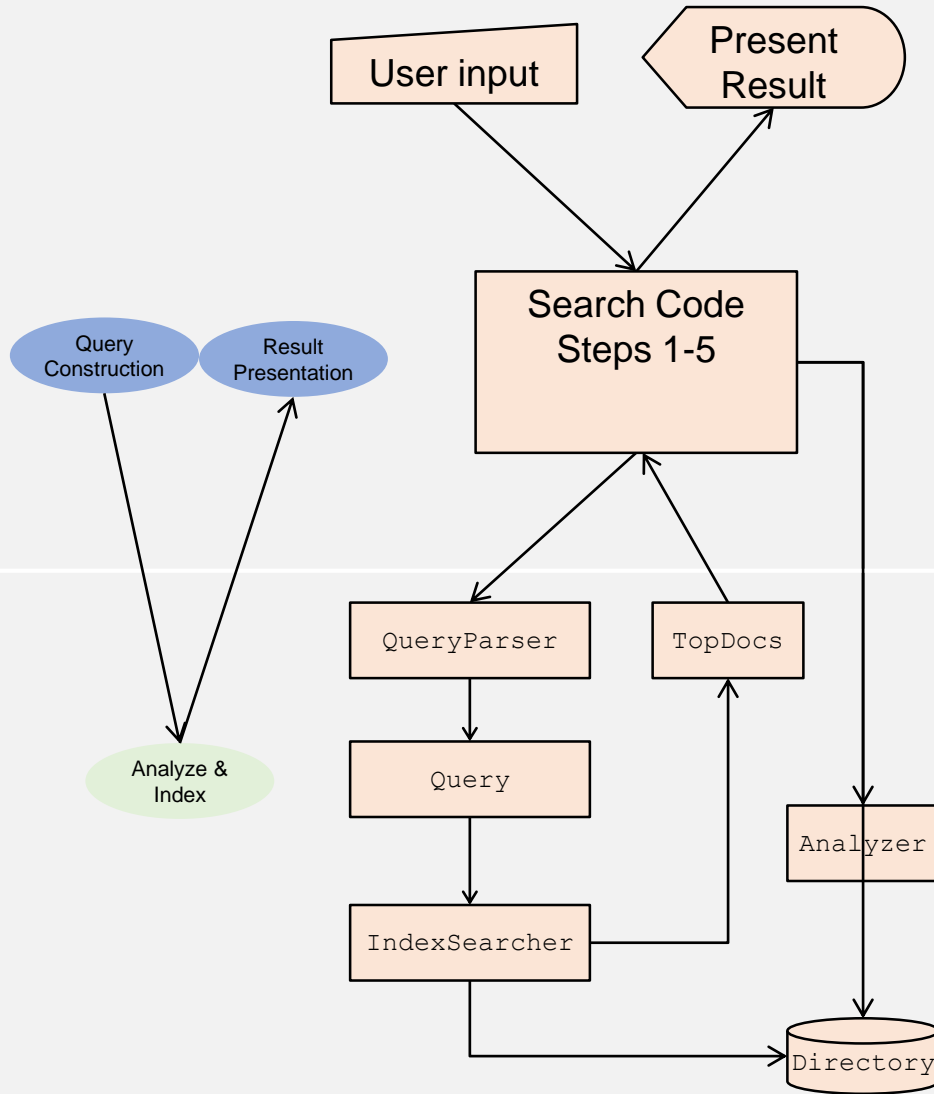 User input
Present
Result
Search Code
Steps 1-5
Query
Construction
Result
Presentation
QueryParser
TopDocs
Query
Analyze &
Index
Analyzer
IndexSearcher
Directory